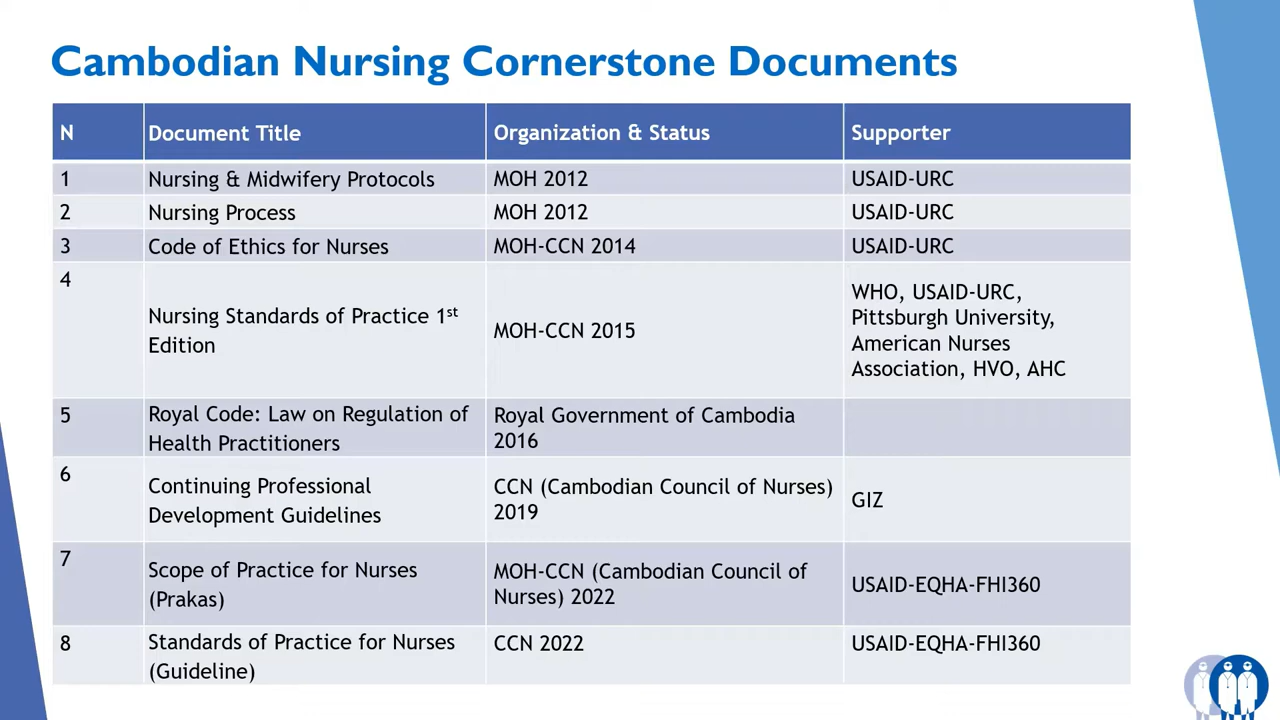 Cambodian Nursing Cornerstone Documents
N Document Title Organization & Status Supporter
1 Nursing & Midwifery Protocols MOH 2012 USAID-URC
2 Nursing Process MOH 2012 USAID-URC
3 Code of Ethics for Nurses MOH-CCN 2014 USAID-URC
4
Nursing Standards of Practice 1st
Edition
MOH-CCN 2015
WHO, USAID-URC,
Pittsburgh University,
American Nurses
Association, HVO, AHC
5
Royal Code: Law on Regulation of
Health Practitioners
Royal Government of Cambodia
2016
6
Continuing Professional
Development Guidelines
CCN (Cambodian Council of Nurses)
2019
GIZ
7
Scope of Practice for Nurses
(Prakas)
MOH-CCN (Cambodian Council of
Nurses) 2022
USAID-EQHA-FHI360
8
Standards of Practice for Nurses
(Guideline)
CCN 2022
USAID-EQHA-FHI360